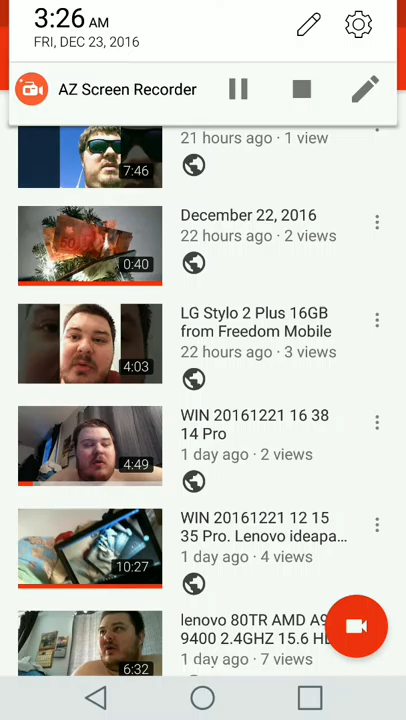 3:26 AM
FRI, DEC 23, 2016
AZ Screen Recorder
21 hours ago · 1 view
7:46
December 22, 2016
22 hours ago · 2 views
0:40
LG Stylo 2 Plus 16GB
from Freedom Mobile
22 hours ago · 3 views
4:03
WIN 20161221 16 38
14 Pro
1 day ago · 2 views
4:49
WIN 20161221 12 15
35 Pro. Lenovo ideapa...
1 day ago · 4 views
10:27
lenovo 80TR AMD A9
9400 2.4GHZ 15.6 H
1 day ago · 7 views
6:32